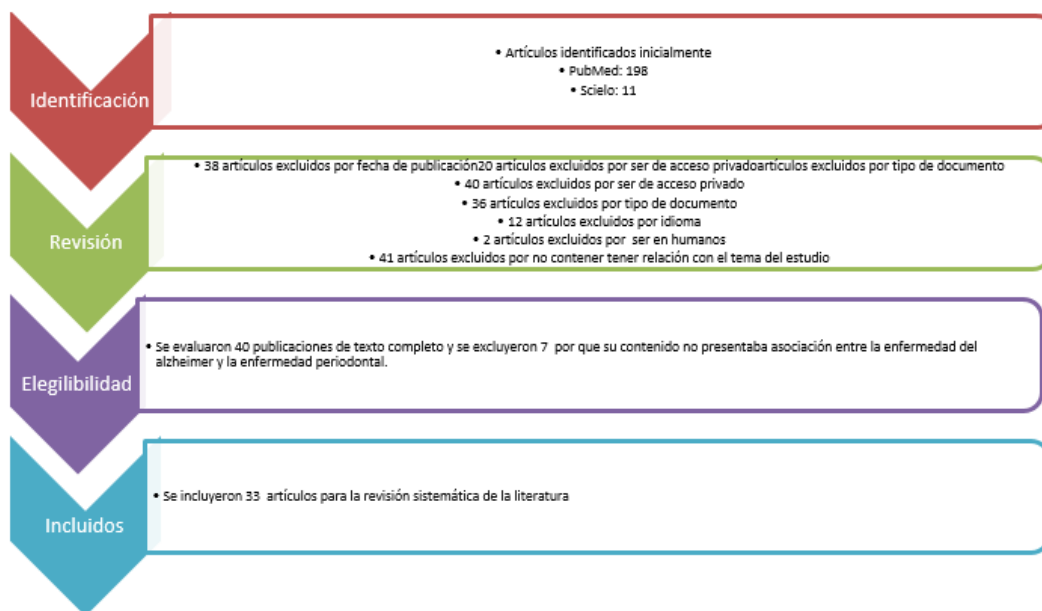 Identificación
• Artículos identificados inicialmente
• PubMed: 198
• Scielo: 11
Revisión
• 38 artículos excluidos por fecha de publicación20 artículos excluidos por ser de acceso privadoartículos excluidos por tipo de documento
• 40 artículos excluidos por ser de acceso privado
• 36 artículos excluidos por tipo de documento
• 12 artículos excluidos por idioma
• 2 artículos excluidos por ser en humanos
• 41 artículos excluidos por no contener tener relación con el tema del estudio
Elegilibilidad
• Se evaluaron 40 publicaciones de texto completo y se excluyeron 7 por que su contenido no presentaba asociación entre la enfermedad del
alzheimer y la enfermedad periodontal.
Incluidos
• Se incluyeron 33 artículos para la revisión sistemática de la literatura